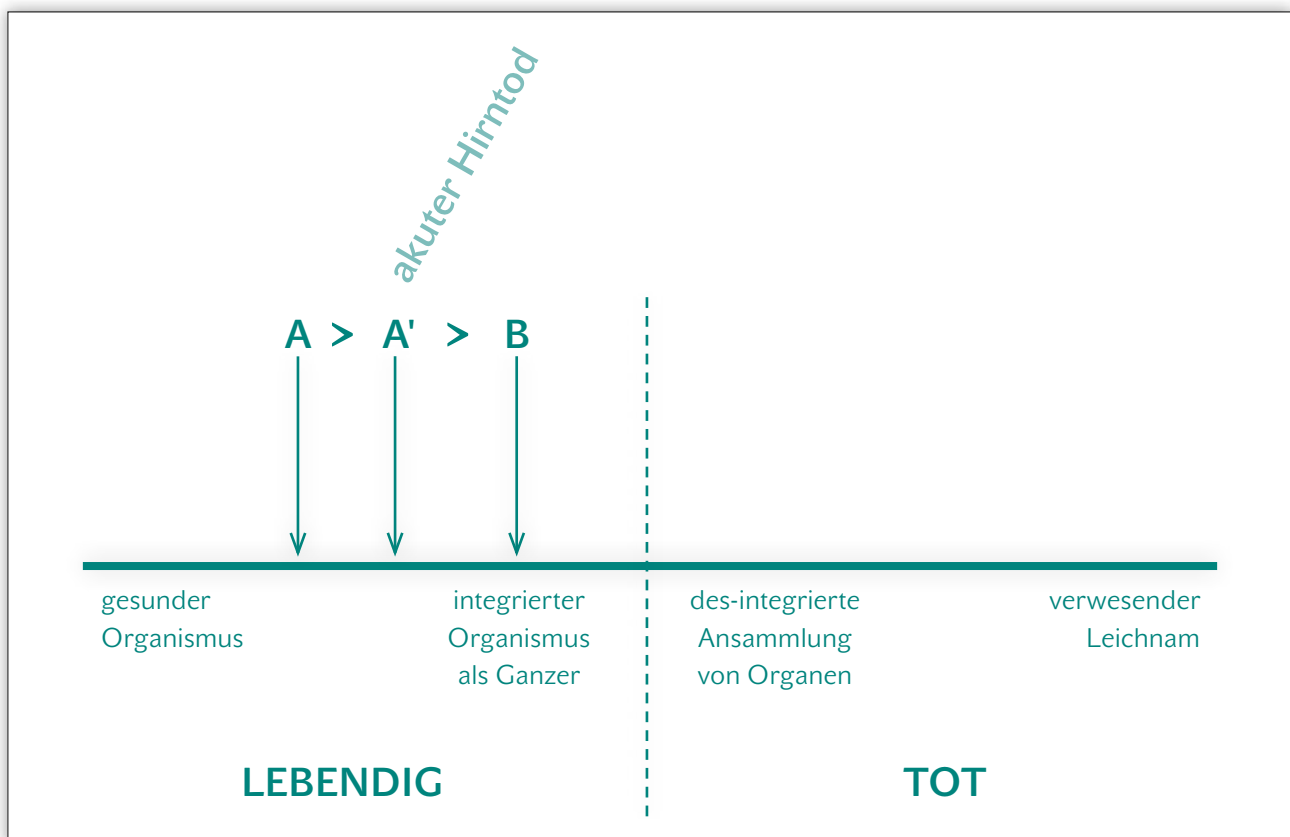 akuter Hirntod
A > A' > B
gesunder
Organismus
integrierter
Organismus
als Ganzer
des-integrierte
Ansammlung
von Organen
verwesender
Leichnam
LEBENDIG
TOT